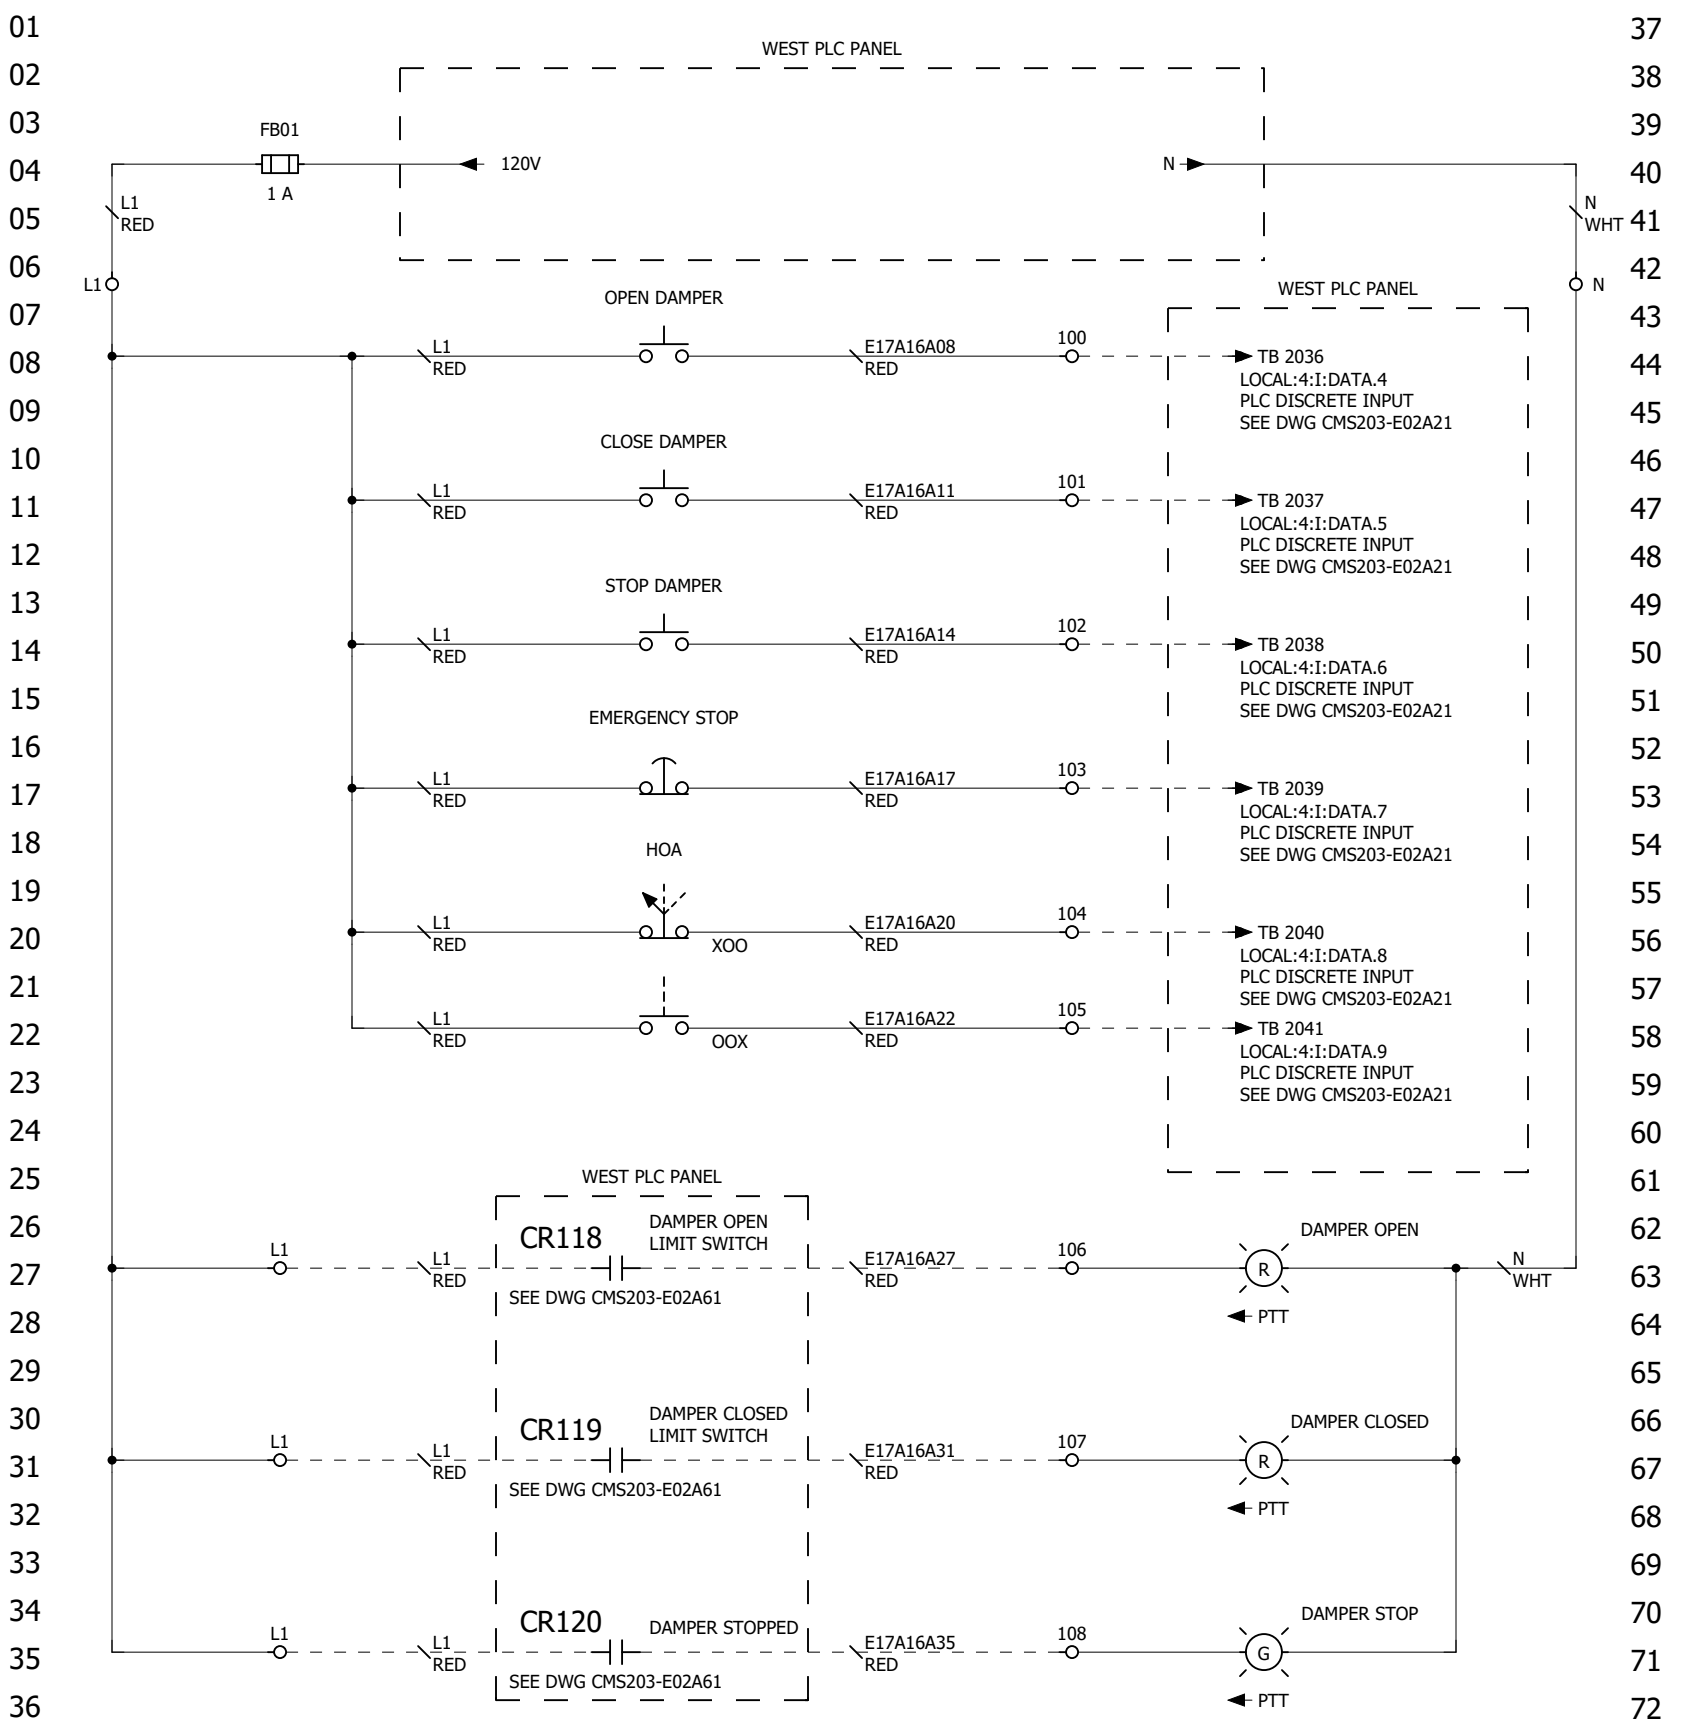 01
37
WEST PLC PANEL
02
38
03
39
FB01
04
120V
N
40
1 A
L1
RED
N
WHT
05
41
06
42
L1
N
WEST PLC PANEL
OPEN DAMPER
07
43
L1
RED
E17A16A08
RED
100
TB 2036
08
44
LOCAL:4:I:DATA.4
PLC DISCRETE INPUT
SEE DWG CMS203-E02A21
09
45
CLOSE DAMPER
10
46
L1
RED
E17A16A11
RED
101
TB 2037
11
47
LOCAL:4:I:DATA.5
PLC DISCRETE INPUT
SEE DWG CMS203-E02A21
12
48
STOP DAMPER
13
49
L1
RED
E17A16A14
RED
102
TB 2038
14
50
LOCAL:4:I:DATA.6
PLC DISCRETE INPUT
SEE DWG CMS203-E02A21
15
51
EMERGENCY STOP
16
52
L1
RED
E17A16A17
RED
103
TB 2039
17
53
LOCAL:4:I:DATA.7
PLC DISCRETE INPUT
SEE DWG CMS203-E02A21
18
54
HOA
19
55
L1
RED
XOO
E17A16A20
RED
104
TB 2040
20
56
LOCAL:4:I:DATA.8
PLC DISCRETE INPUT
SEE DWG CMS203-E02A21
21
57
L1
RED
OOX
E17A16A22
RED
105
TB 2041
22
58
LOCAL:4:I:DATA.9
PLC DISCRETE INPUT
SEE DWG CMS203-E02A21
23
59
24
60
WEST PLC PANEL
25
61
26
62
CR118
DAMPER OPEN
LIMIT SWITCH
DAMPER OPEN
L1
L1
RED
E17A16A27
RED
106
R
N
WHT
27
63
SEE DWG CMS203-E02A61
PTT
28
64
29
65
30
66
CR119
DAMPER CLOSED
LIMIT SWITCH
DAMPER CLOSED
L1
L1
RED
E17A16A31
RED
107
R
31
67
SEE DWG CMS203-E02A61
PTT
32
68
33
69
34
70
CR120
DAMPER STOPPED
DAMPER STOP
L1
L1
RED
E17A16A35
RED
108
G
35
71
SEE DWG CMS203-E02A61
PTT
36
72